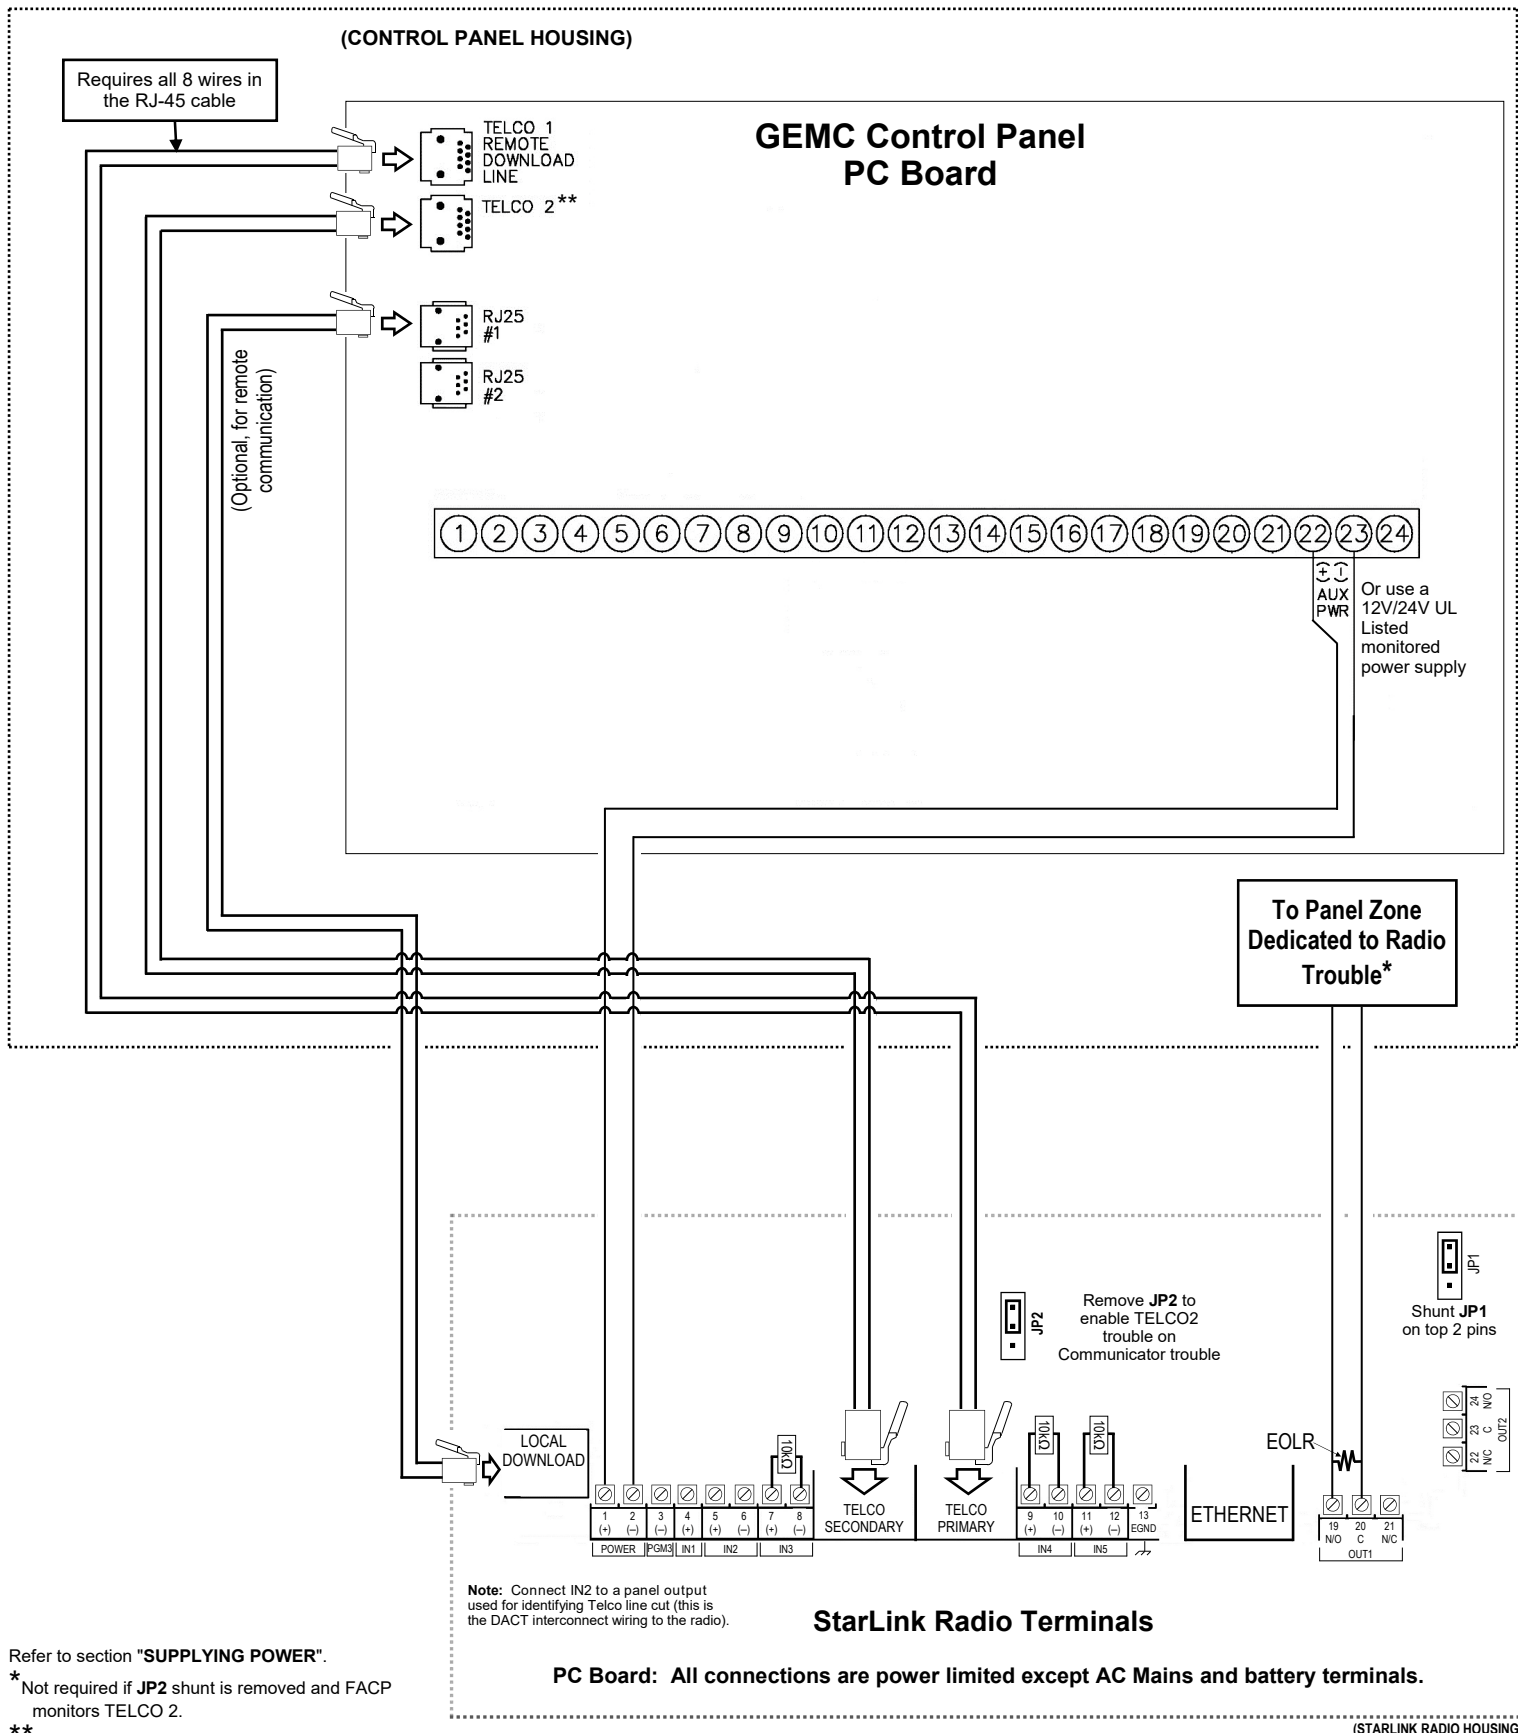 (CONTROL PANEL HOUSING)
Requires all 8 wires in
the RJ-45 cable
GEMC Control Panel
PC Board
TELCO 1
REMOTE
DOWNLOAD
LINE
TELCO 2**
RJ25
#1
RJ25
#2
(Optional, for remote
communication)
1 2 3 4 5 6 7 8 9 10 11 12 13 14 15 16 17 18 19 20 21 22 23 24
(+) (–)
AUX
PWR
Or use a
12V/24V UL
Listed
monitored
power supply
To Panel Zone
Dedicated to Radio
Trouble*
JP1
Shunt JP1
on top 2 pins
JP2
Remove JP2 to
enable TELCO2
trouble on
Communicator trouble
24 N/O
23 C
22 N/C
OUT2
LOCAL
DOWNLOAD
10kΩ
10kΩ
10kΩ
EOLR
TELCO
SECONDARY
TELCO
PRIMARY
ETHERNET
1 2 3 4 5 6 7 8
(+) (–) (–) (+) (+) (–) (+) (–)
POWER PGM3 IN1 IN2 IN3
9 10 11 12 13
(+) (–) (+) (–) EGND
IN4 IN5
19 20 21
N/O C N/C
OUT1
Note: Connect IN2 to a panel output
used for identifying Telco line cut (this is
the DACT interconnect wiring to the radio).
StarLink Radio Terminals
PC Board: All connections are power limited except AC Mains and battery terminals.
Refer to section "SUPPLYING POWER".
*Not required if JP2 shunt is removed and FACP
monitors TELCO 2.
**
(STARLINK RADIO HOUSING